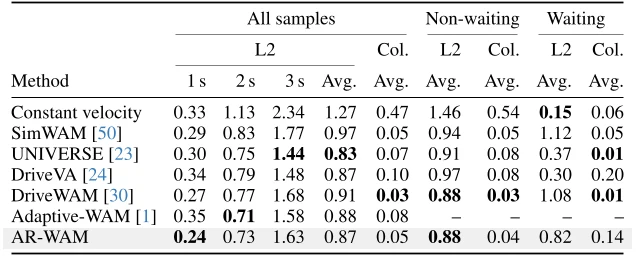 All samples Non-waiting Waiting
L2 Col. L2 Col. L2 Col.
Method 1 s 2 s 3 s Avg. Avg. Avg. Avg. Avg. Avg.
Constant velocity 0.33 1.13 2.34 1.27 0.47 1.46 0.54 0.15 0.06
SimWAM [50] 0.29 0.83 1.77 0.97 0.05 0.94 0.05 1.12 0.05
UNIVERSE [23] 0.30 0.75 1.44 0.83 0.07 0.91 0.08 0.37 0.01
DriveVA [24] 0.34 0.79 1.48 0.87 0.10 0.97 0.08 0.30 0.20
DriveWAM [30] 0.27 0.77 1.68 0.91 0.03 0.88 0.03 1.08 0.01
Adaptive-WAM [1] 0.35 0.71 1.58 0.88 0.08 – – – –
AR-WAM 0.24 0.73 1.63 0.87 0.05 0.88 0.04 0.82 0.14